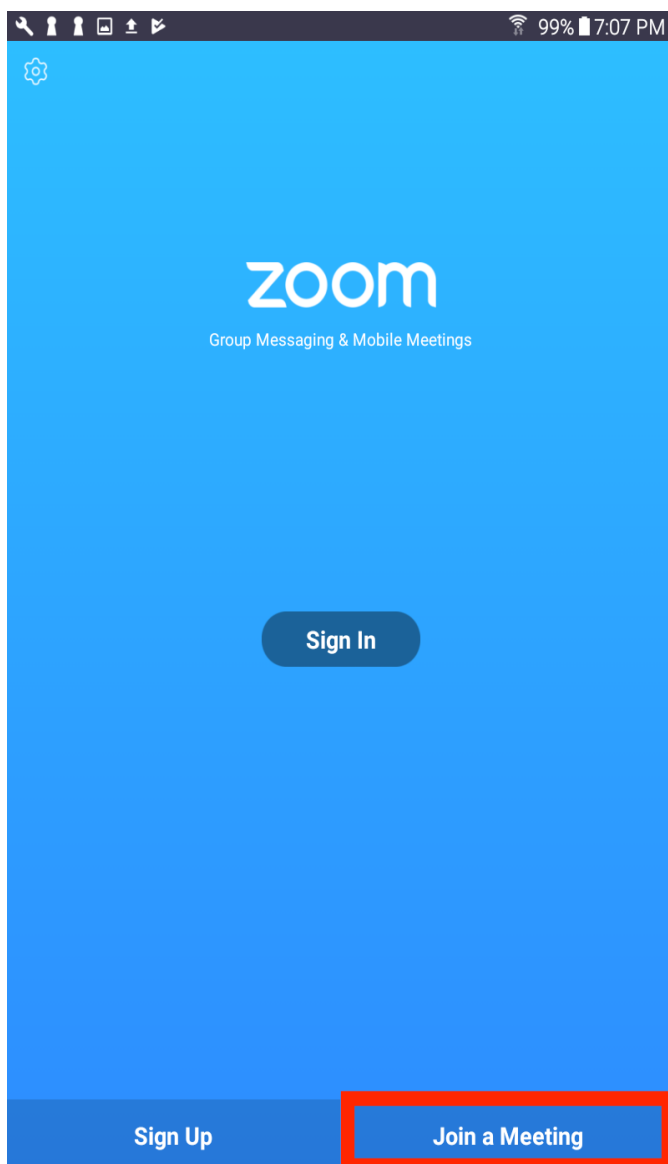 99% 7:07 PM
zoom
Group Messaging & Mobile Meetings
Sign In
Sign Up
Join a Meeting